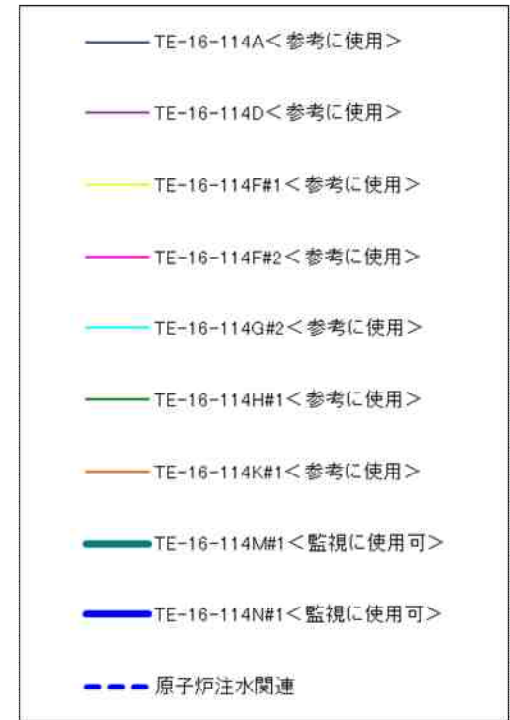 TE-16-114A<参考に使用>
TE-16-114D<参考に使用>
TE-16-114F#1<参考に使用>
TE-16-114F#2<参考に使用>
TE-16-114G#2<参考に使用>
TE-16-114H#1<参考に使用>
TE-16-114K#1<参考に使用>
TE-16-114M#1<監視に使用可>
TE-16-114N#1<監視に使用可>
原子炉注水関連